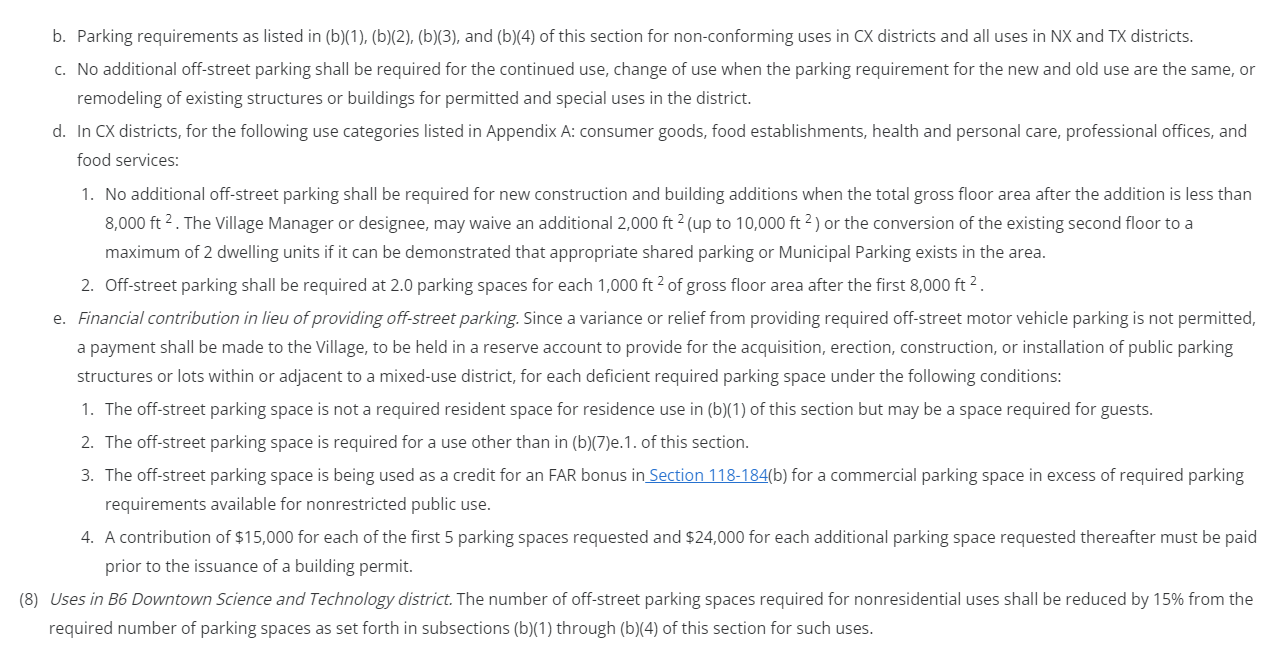 b. Parking requirements as listed in (b)(1), (b)(2), (b)(3), and (b)(4) of this section for non-conforming uses in CX districts and all uses in NX and TX districts.
c. No additional off-street parking shall be required for the continued use, change of use when the parking requirement for the new and old use are the same, or
remodeling of existing structures or buildings for permitted and special uses in the district.
d. In CX districts, for the following use categories listed in Appendix A: consumer goods, food establishments, health and personal care, professional offices, and
food services:
1. No additional off-street parking shall be required for new construction and building additions when the total gross floor area after the addition is less than
8,000 ft ². The Village Manager or designee, may waive an additional 2,000 ft ² (up to 10,000 ft ²) or the conversion of the existing second floor to a
maximum of 2 dwelling units if it can be demonstrated that appropriate shared parking or Municipal Parking exists in the area.
2. Off-street parking shall be required at 2.0 parking spaces for each 1,000 ft ² of gross floor area after the first 8,000 ft ².
e. Financial contribution in lieu of providing off-street parking. Since a variance or relief from providing required off-street motor vehicle parking is not permitted,
a payment shall be made to the Village, to be held in a reserve account to provide for the acquisition, erection, construction, or installation of public parking
structures or lots within or adjacent to a mixed-use district, for each deficient required parking space under the following conditions:
1. The off-street parking space is not a required resident space for residence use in (b)(1) of this section but may be a space required for guests.
2. The off-street parking space is required for a use other than in (b)(7)e.1. of this section.
3. The off-street parking space is being used as a credit for an FAR bonus in Section 118-184(b) for a commercial parking space in excess of required parking
requirements available for nonrestricted public use.
4. A contribution of $15,000 for each of the first 5 parking spaces requested and $24,000 for each additional parking space requested thereafter must be paid
prior to the issuance of a building permit.
(8) Uses in B6 Downtown Science and Technology district. The number of off-street parking spaces required for nonresidential uses shall be reduced by 15% from the
required number of parking spaces as set forth in subsections (b)(1) through (b)(4) of this section for such uses.